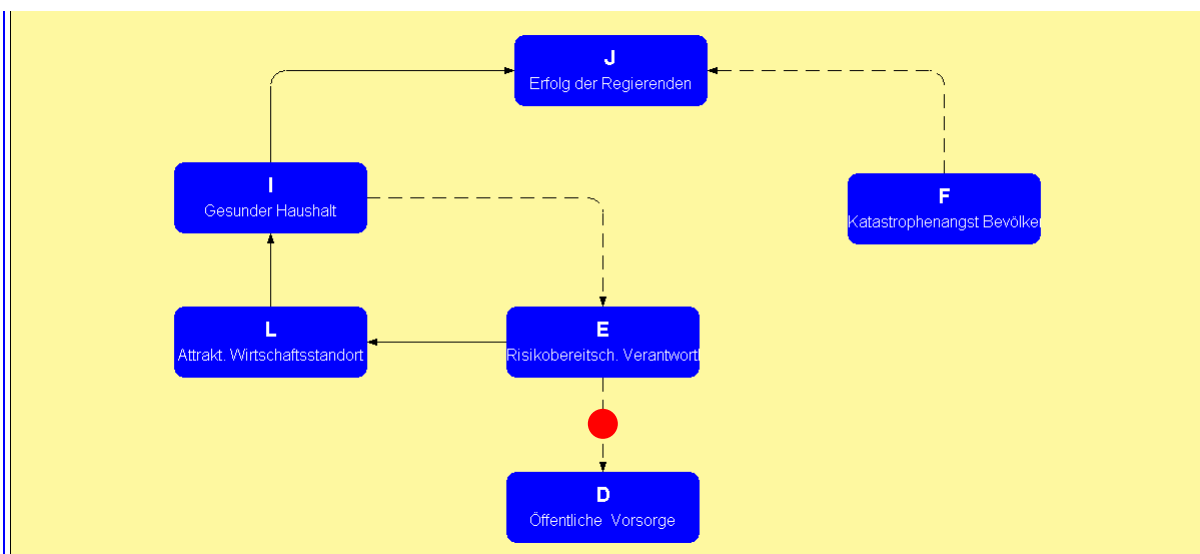 J
Erfolg der Regierenden
I
Gesunder Haushalt
F
Katastrophenangst Bevölker
L
Attrakt. Wirtschaftsstandort
E
Risikobereitsch. Verantwortl
D
Öffentliche Vorsorge